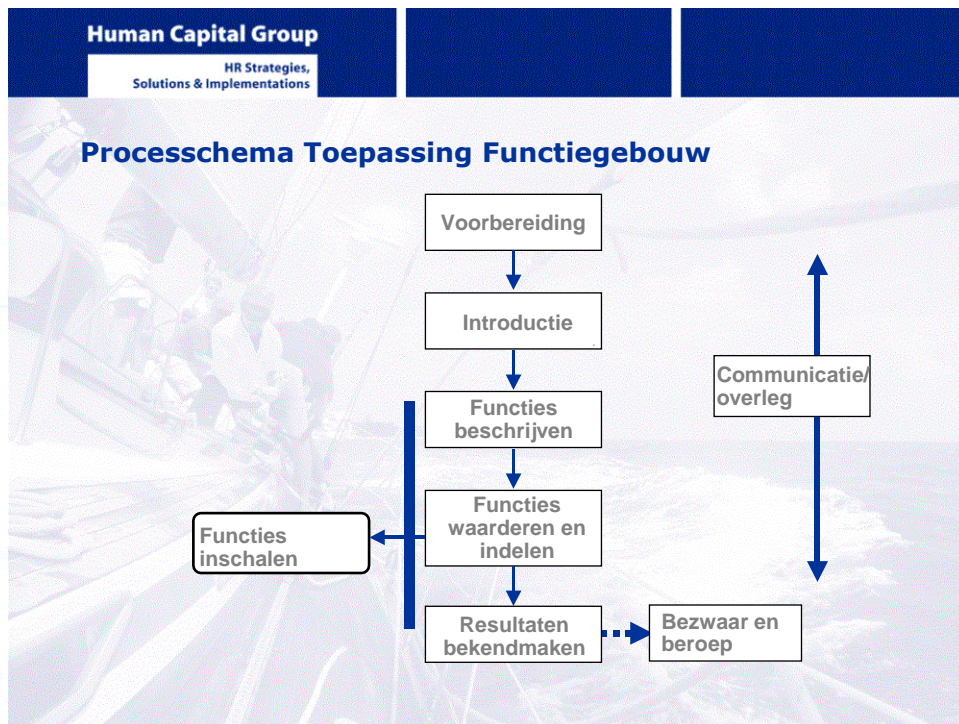 Human Capital Group
HR Strategies,
Solutions & Implementations
Processchema Toepassing Functiegebouw
Voorbereiding
Introductie
Communicatie/
overleg
Functies
beschrijven
Functies
waarderen en
indelen
Functies
inschalen
Resultaten
bekendmaken
Bezwaar en
beroep